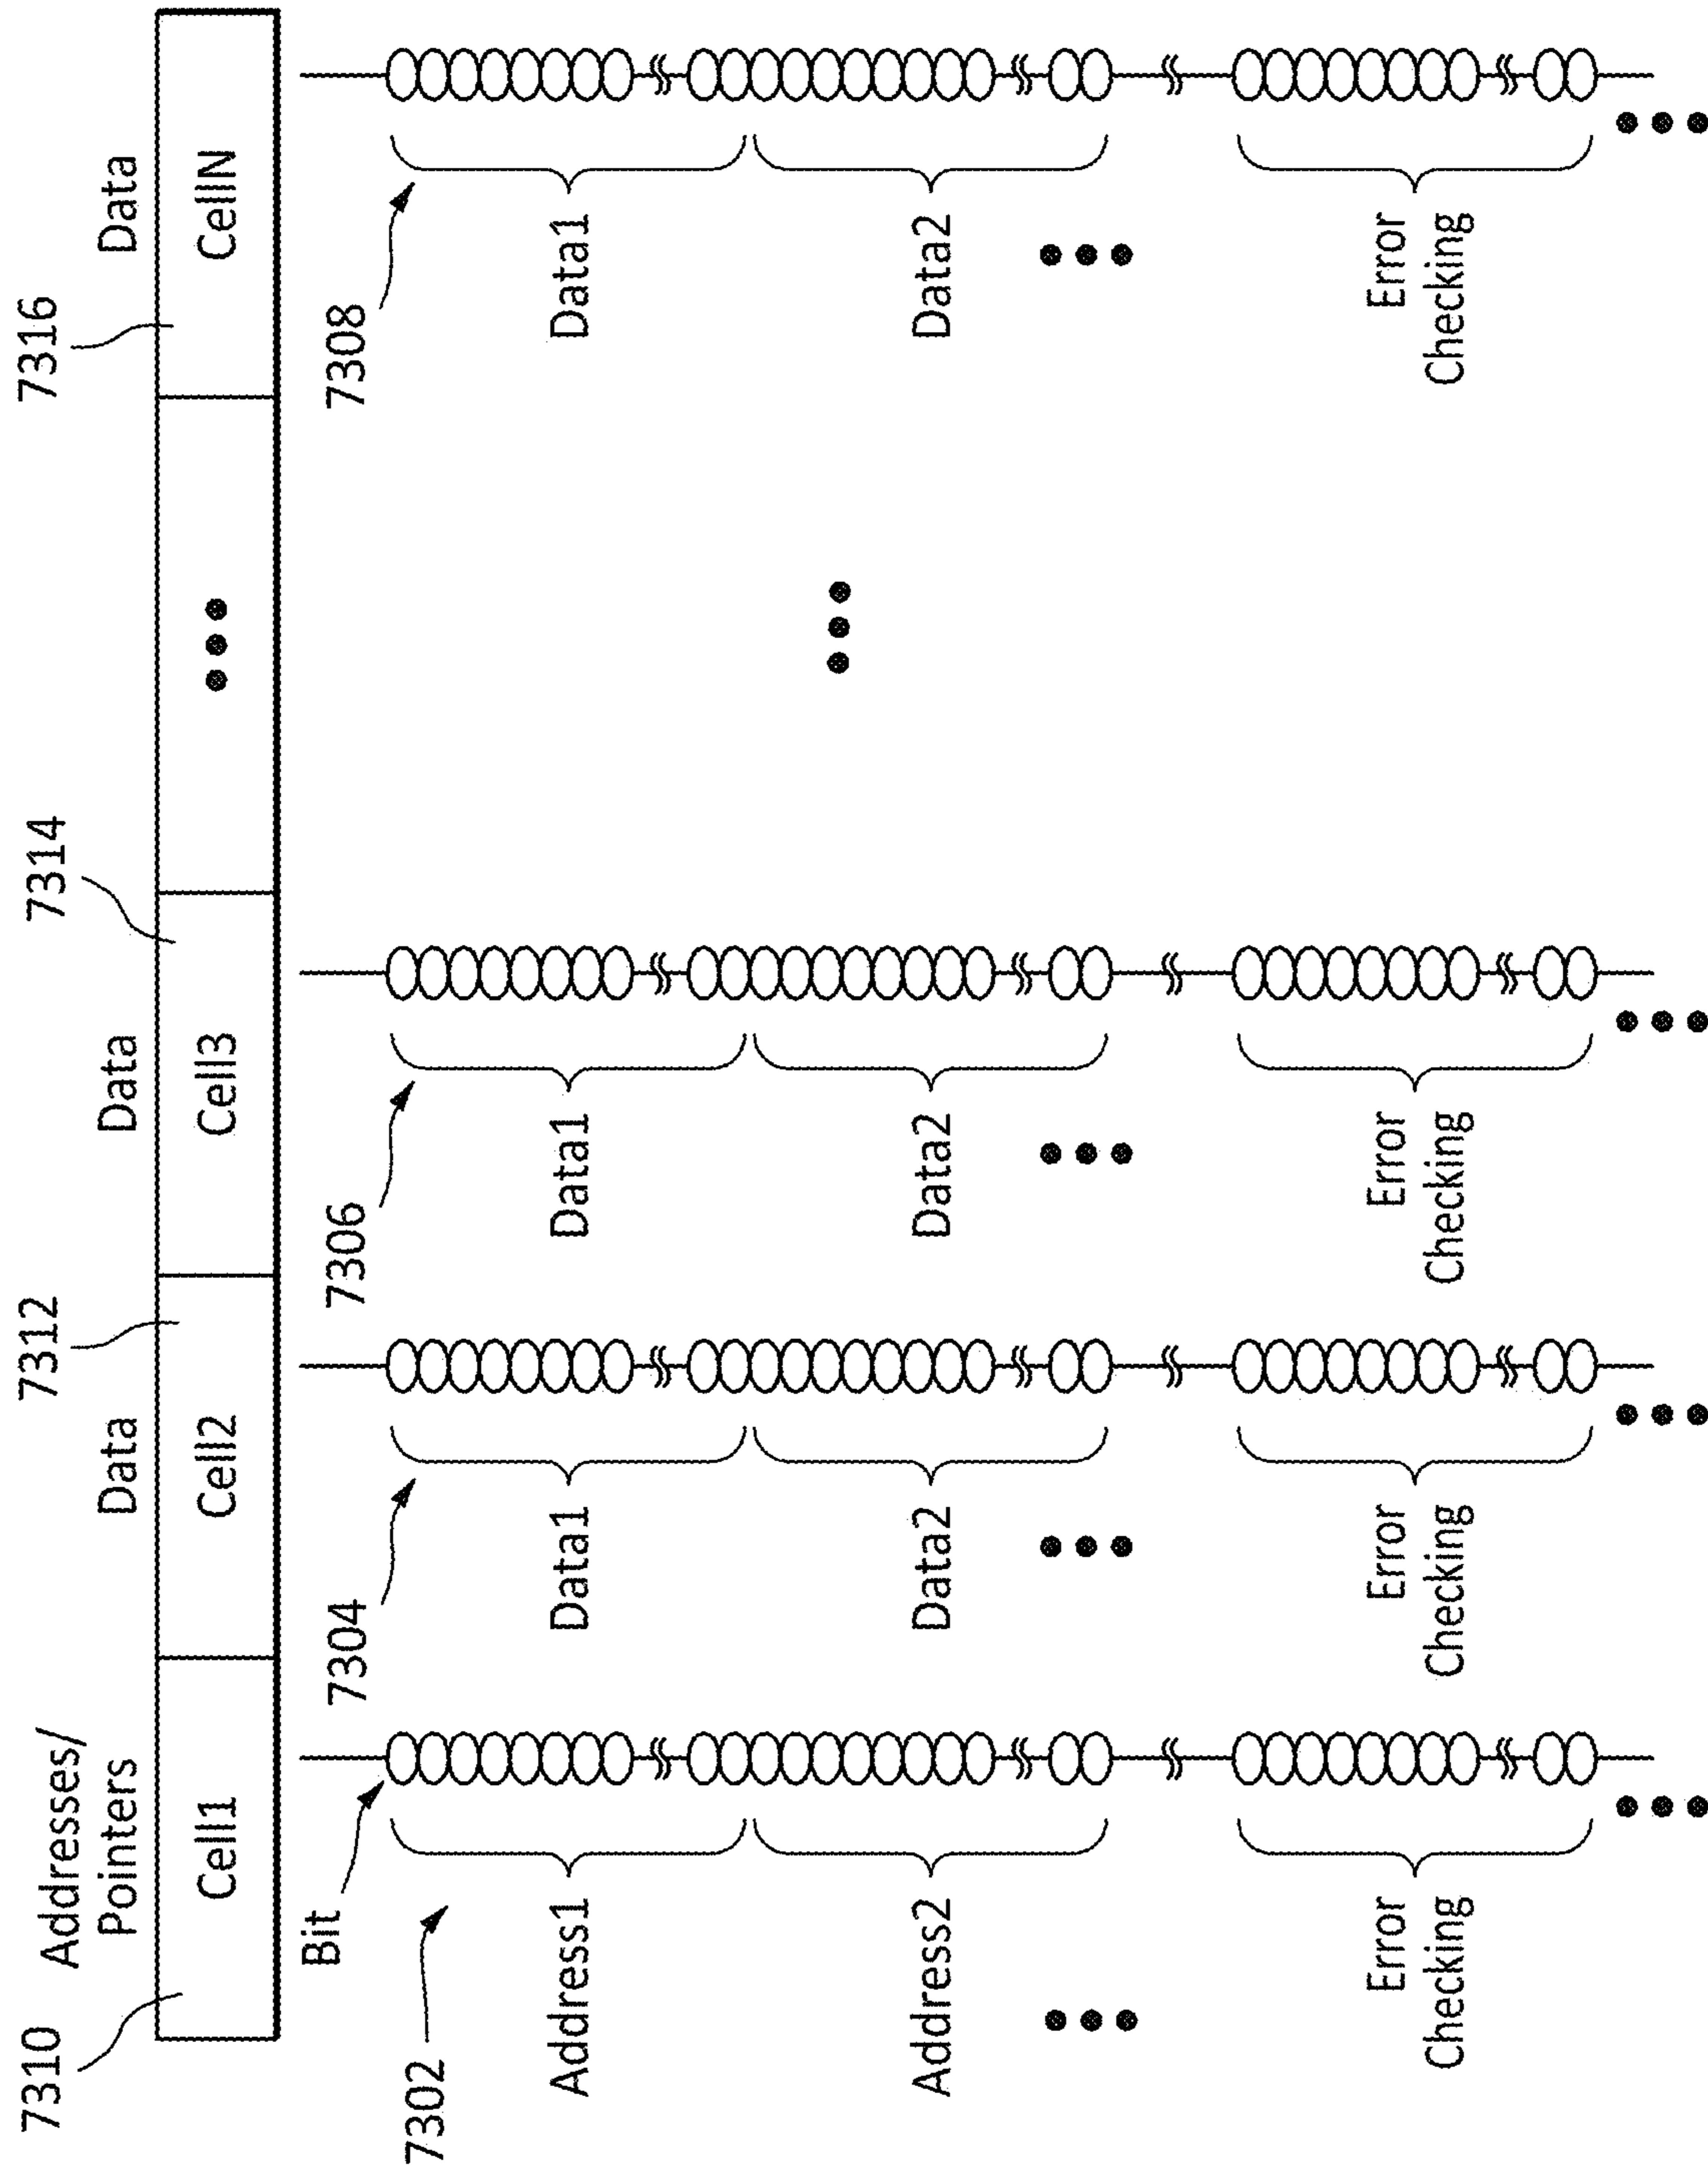 7310
Addresses/
Pointers
Data
7312
Data
7314
Data
7316
Cell1
Cell2
Cell3
CellN
Bit
7302
7304
7306
7308
Address1
Data1
Data1
Data1
Address2
Data2
Data2
Data2
Error
Checking
Error
Checking
Error
Checking
Error
Checking